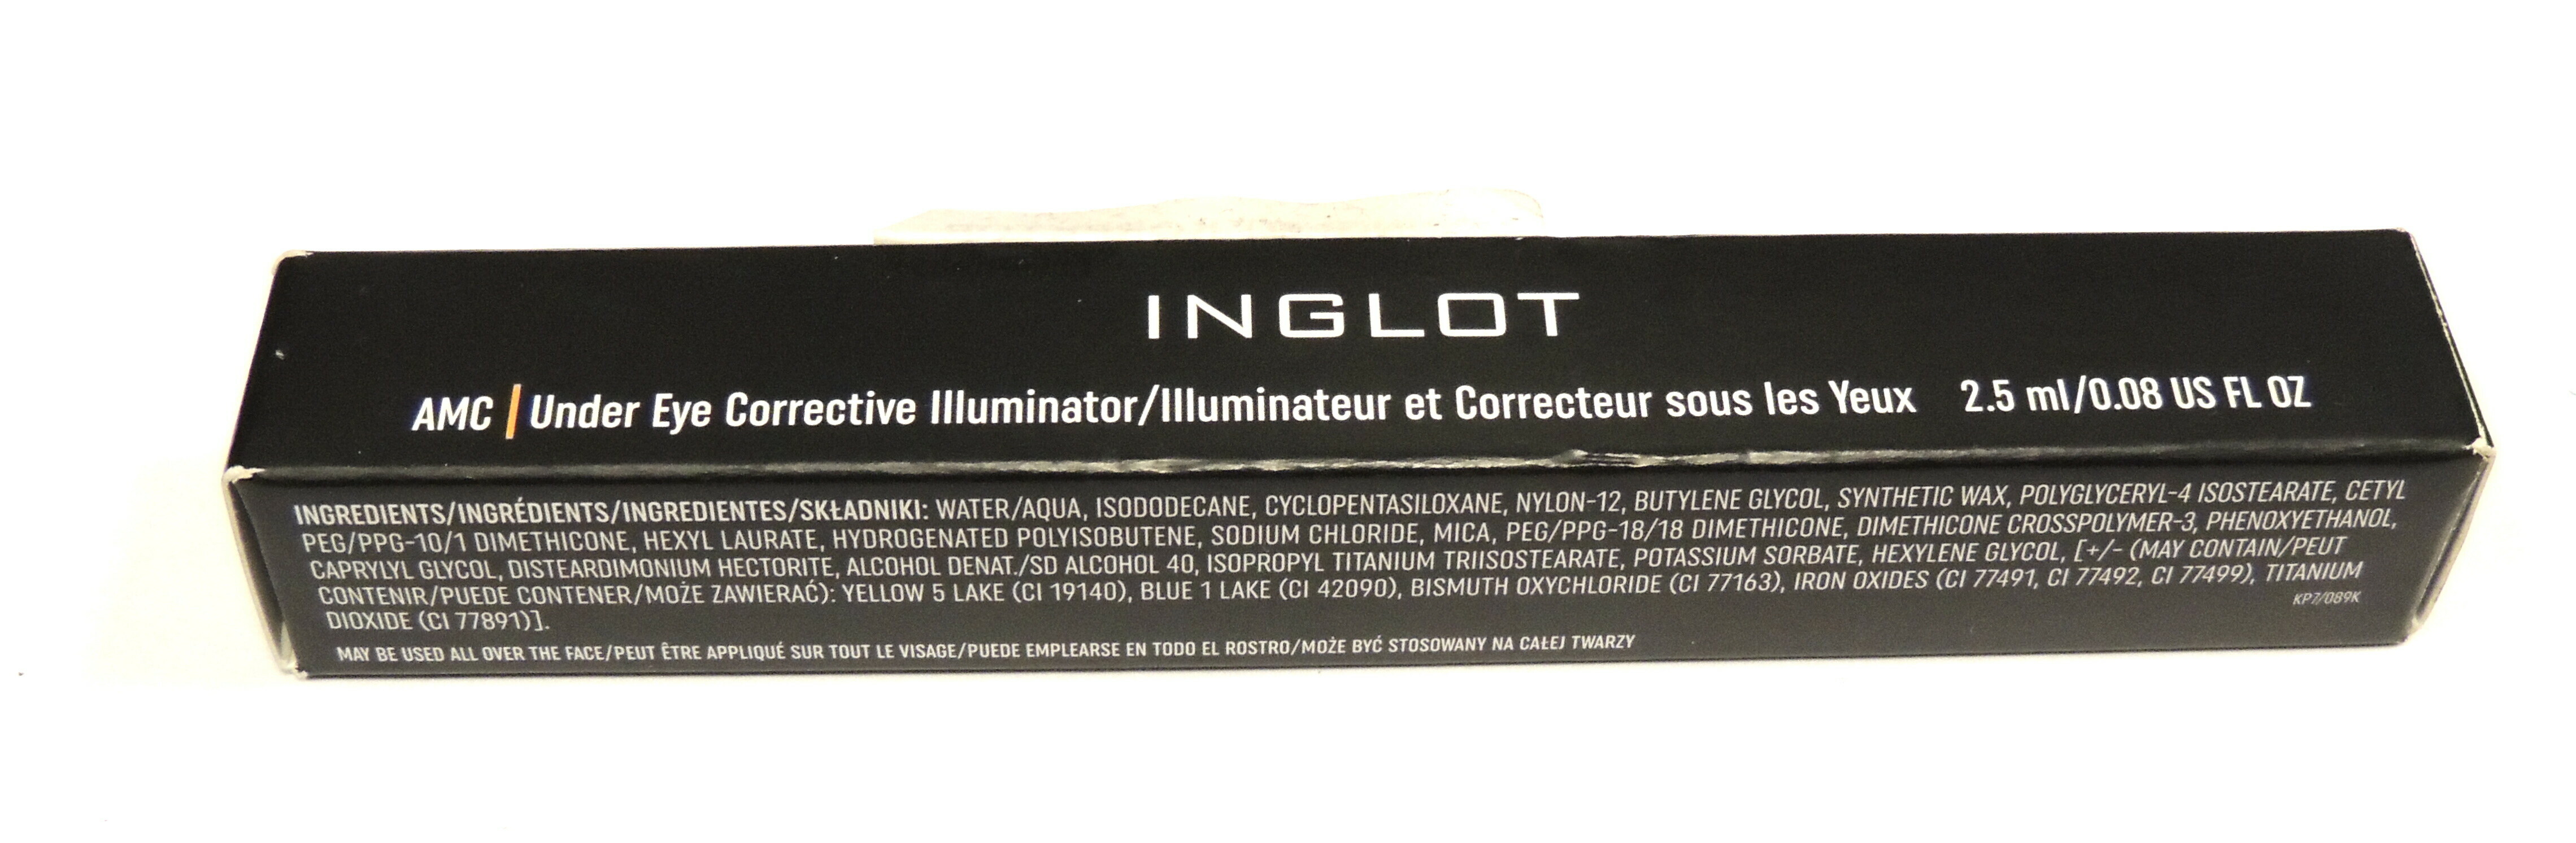 INGLOT
AMC | Under Eye Corrective Illuminator/Illuminateur et Correcteur sous les Yeux 2.5 ml/0.08 US FL OZ
INGREDIENTS/INGRÉDIENTS/INGREDIENTES/SKŁADNIKI: WATER/AQUA, ISODODECANE, CYCLOPENTASILOXANE, NYLON-12, BUTYLENE GLYCOL, SYNTHETIC WAX, POLYGLYCERYL-4 ISOSTEARATE, CETYL
PEG/PPG-10/1 DIMETHICONE, HEXYL LAURATE, HYDROGENATED POLYISOBUTENE, SODIUM CHLORIDE, MICA, PEG/PPG-18/18 DIMETHICONE, DIMETHICONE CROSSPOLYMER-3, PHENOXYETHANOL,
CAPRYLYL GLYCOL, DISTEARDIMONIUM HECTORITE, ALCOHOL DENAT./SD ALCOHOL 40, ISOPROPYL TITANIUM TRIISOSTEARATE, POTASSIUM SORBATE, HEXYLENE GLYCOL, [+/- (MAY CONTAIN/PEUT
CONTENIR/PUEDE CONTENER/MOŻE ZAWIERAĆ): YELLOW 5 LAKE (CI 19140), BLUE 1 LAKE (CI 42090), BISMUTH OXYCHLORIDE (CI 77163), IRON OXIDES (CI 77491, CI 77492, CI 77499), TITANIUM
DIOXIDE (CI 77891)].
KP7/089K
MAY BE USED ALL OVER THE FACE/PEUT ÊTRE APPLIQUÉ SUR TOUT LE VISAGE/PUEDE EMPLEARSE EN TODO EL ROSTRO/MOŻE BYĆ STOSOWANY NA CAŁEJ TWARZY